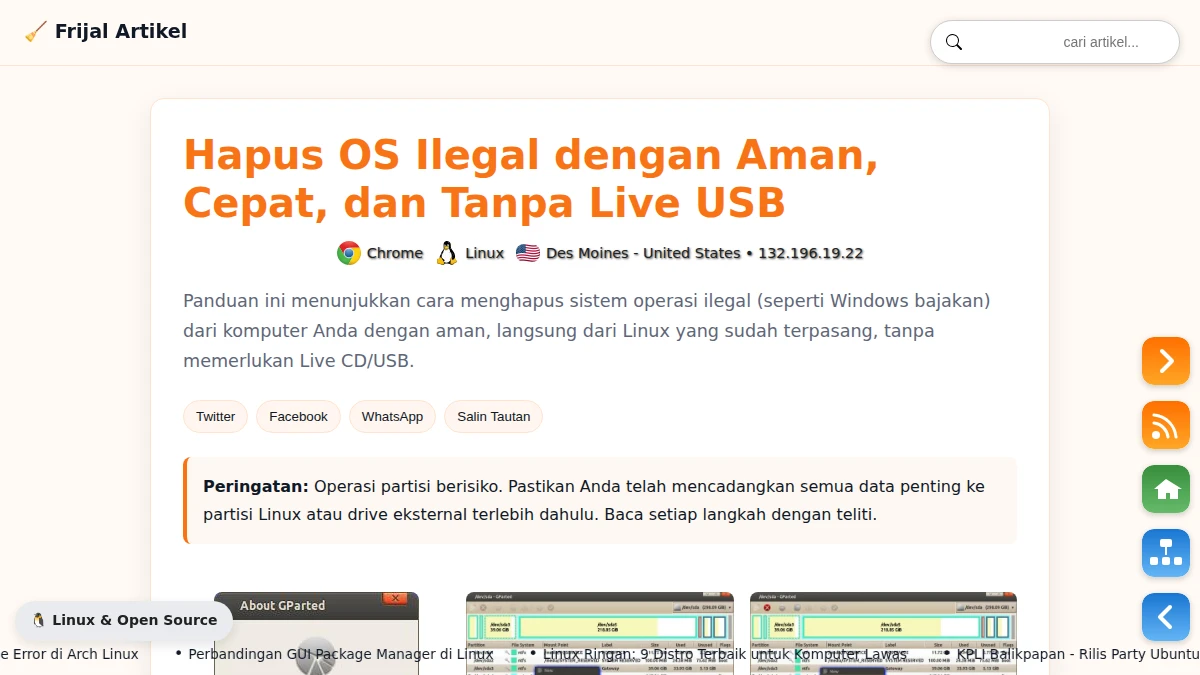 Frijal Artikel
cari artikel...
Hapus OS Ilegal dengan Aman,
Cepat, dan Tanpa Live USB
Chrome Linux Des Moines - United States • 132.196.19.22
Panduan ini menunjukkan cara menghapus sistem operasi ilegal (seperti Windows bajakan)
dari komputer Anda dengan aman, langsung dari Linux yang sudah terpasang, tanpa
memerlukan Live CD/USB.
Twitter Facebook WhatsApp Salin Tautan
Peringatan: Operasi partisi berisiko. Pastikan Anda telah mencadangkan semua data penting ke
partisi Linux atau drive eksternal terlebih dahulu. Baca setiap langkah dengan teliti.
About GParted
Linux & Open Source
e Error di Arch Linux • Perbandingan GUI Package Manager di Linux • Linux Ringan: 9 Distro Terbaik Untuk Komputer Lawas • KPLI Balikpapan - Rilis Party Ubuntu